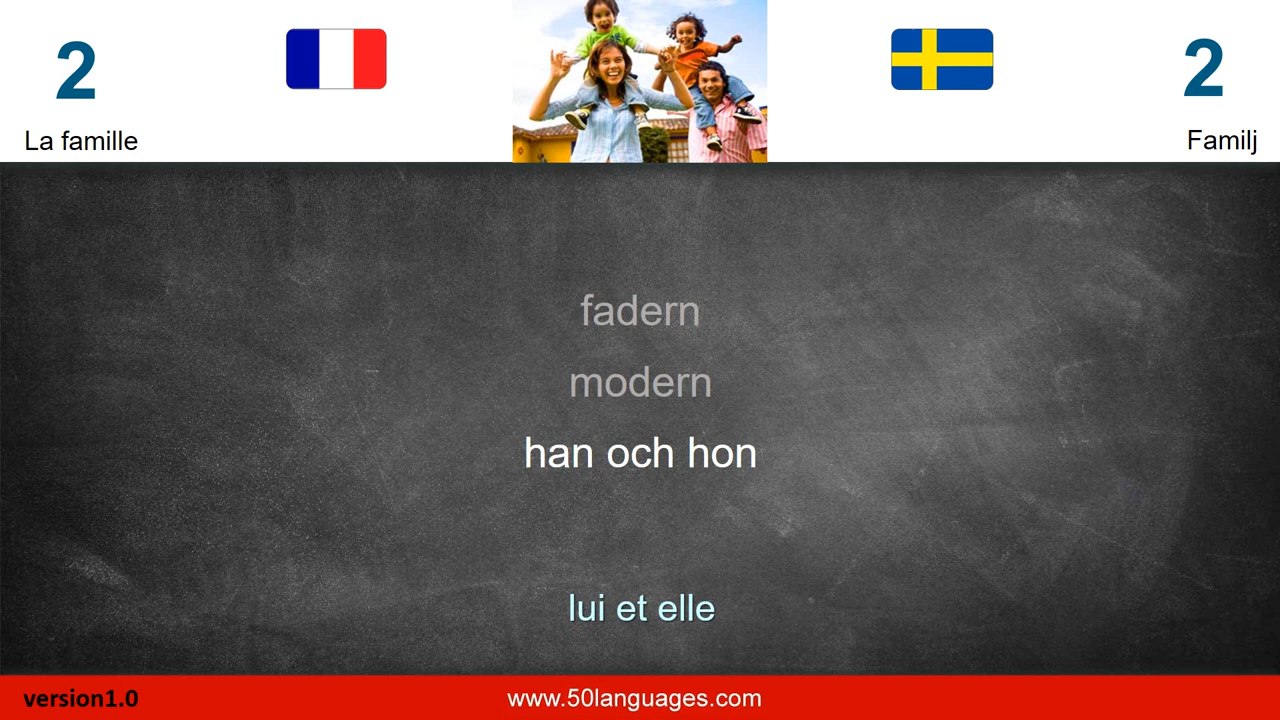 2
2
La famille
Familj
fadern
modern
han och hon
lui et elle
version1.0
www.50languages.com